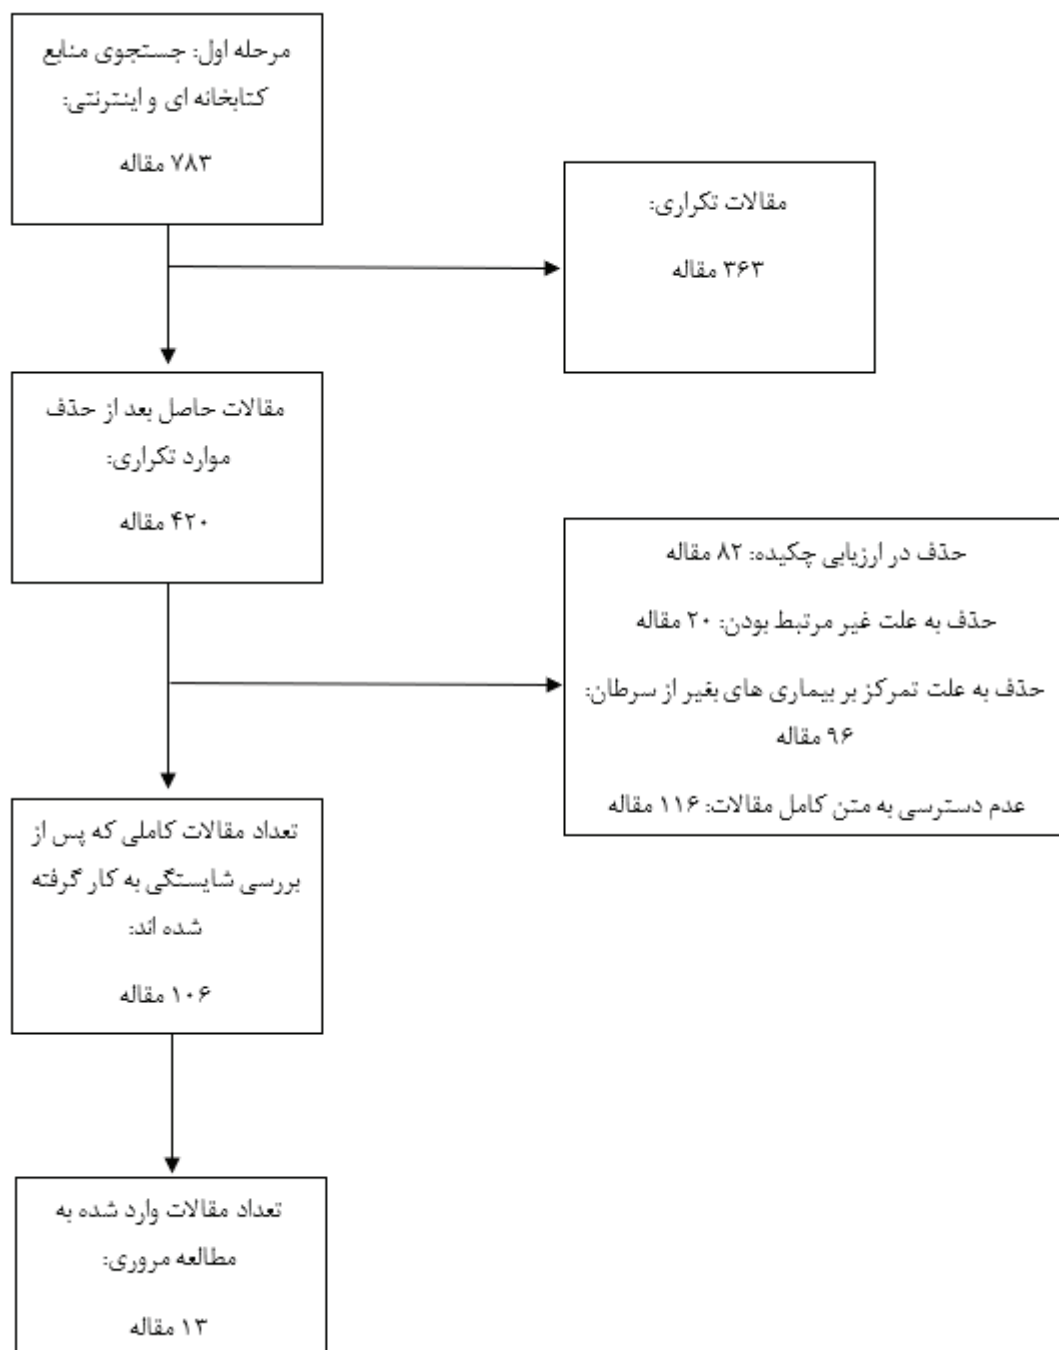 مرحله اول: جستجوی منابع
کتابخانه ای و اینترنتی:
۷۸۳ مقاله
مقالات تکراری:
۳۶۳ مقاله
مقالات حاصل بعد از حذف
موارد تکراری:
۴۲۰ مقاله
حذف در ارزیابی چکیده: ۸۲ مقاله
حذف به علت غیر مرتبط بودن: ۲۰ مقاله
حذف به علت تمرکز بر بیماری های بغیر از سرطان:
۹۶ مقاله
عدم دسترسی به متن کامل مقالات: ۱۱۶ مقاله
تعداد مقالات کاملی که پس از
بررسی شایستگی به کار گرفته
شده اند:
۱۰۶ مقاله
تعداد مقالات وارد شده به
مطالعه مروری:
۱۳ مقاله